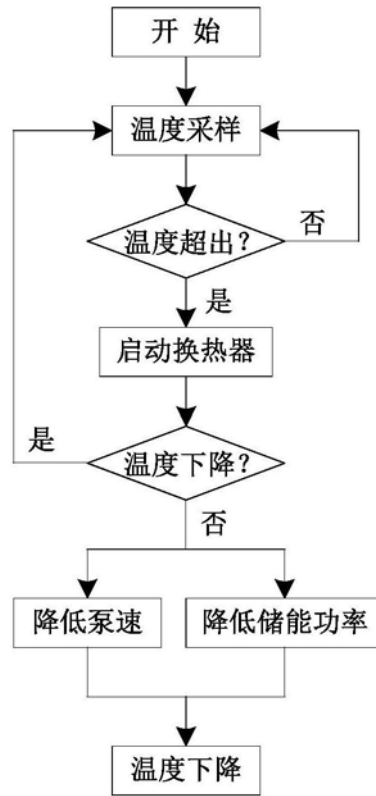 开 始
温度采样
温度超出?
否
是
启动换热器
是
温度下降?
否
降低泵速
降低储能功率
温度下降